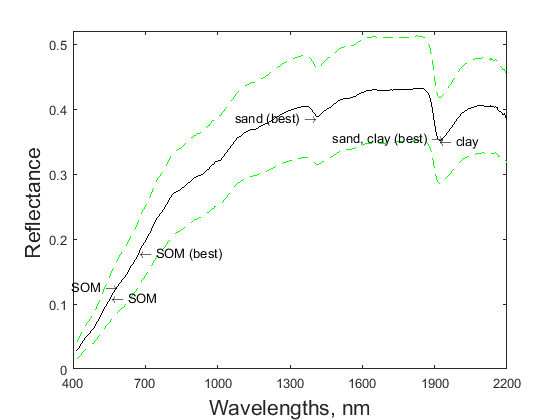 0.5
0.4
0.3
0.2
0.1
0
Reflectance
sand (best) →
sand, clay (best) →
← clay
← SOM (best)
SOM →
← SOM
400 700 1000 1300 1600 1900 2200
Wavelengths, nm